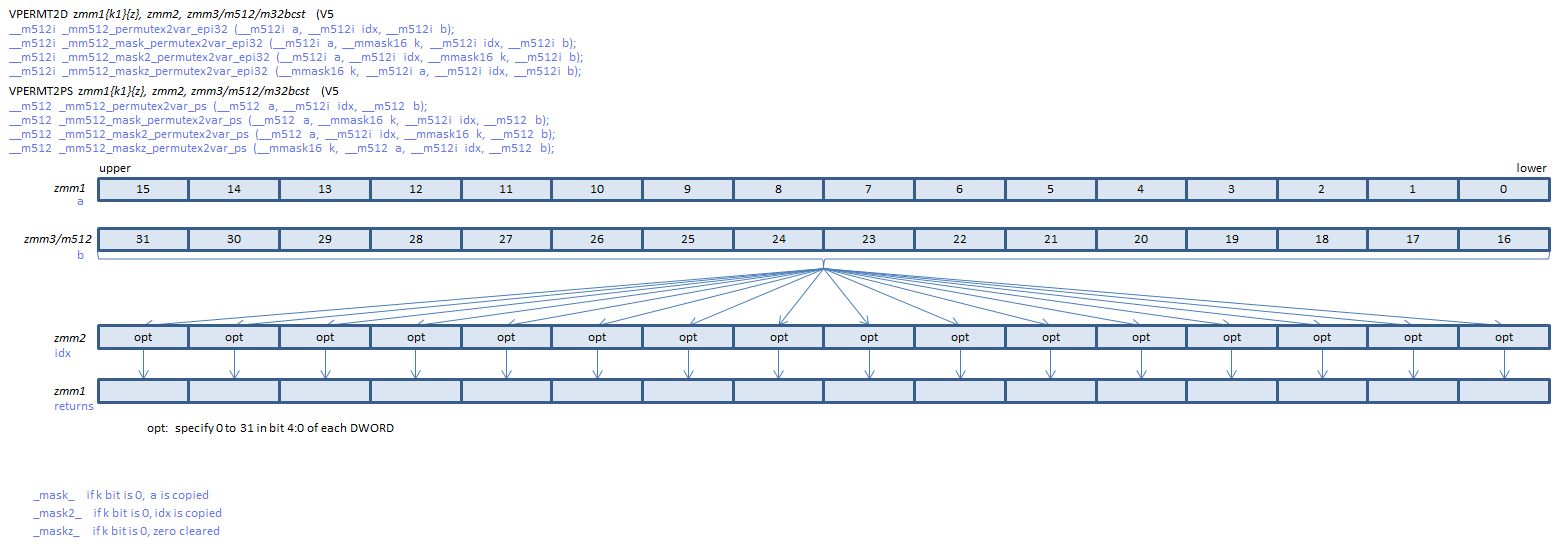 VPERMT2D zmm1{k1}{z}, zmm2, zmm3/m512/m32bcst (V5
__m512i _mm512_permutex2var_epi32 (__m512i a, __m512i idx, __m512i b);
__m512i _mm512_mask_permutex2var_epi32 (__m512i a, __mmask16 k, __m512i idx, __m512i b);
__m512i _mm512_mask2_permutex2var_epi32 (__m512i a, __m512i idx, __mmask16 k, __m512i b);
__m512i _mm512_maskz_permutex2var_epi32 (__mmask16 k, __m512i a, __m512i idx, __m512i b);
VPERMT2PS zmm1{k1}{z}, zmm2, zmm3/m512/m32bcst (V5
__m512 _mm512_permutex2var_ps (__m512 a, __m512i idx, __m512 b);
__m512 _mm512_mask_permutex2var_ps (__m512 a, __mmask16 k, __m512i idx, __m512 b);
__m512 _mm512_mask2_permutex2var_ps (__m512 a, __m512i idx, __mmask16 k, __m512 b);
__m512 _mm512_maskz_permutex2var_ps (__mmask16 k, __m512 a, __m512i idx, __m512 b);
upper lower
zmm1 15 14 13 12 11 10 9 8 7 6 5 4 3 2 1 0
a
zmm3/m512 31 30 29 28 27 26 25 24 23 22 21 20 19 18 17 16
b
zmm2 opt opt opt opt opt opt opt opt opt opt opt opt opt opt opt opt
idx
zmm1
returns
opt: specify 0 to 31 in bit 4:0 of each DWORD
_mask_ if k bit is 0, a is copied
_mask2_ if k bit is 0, idx is copied
_maskz_ if k bit is 0, zero cleared